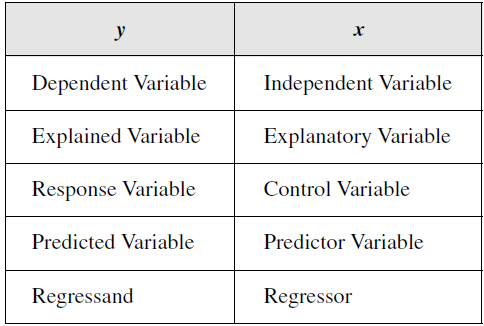 y x
Dependent Variable Independent Variable
Explained Variable Explanatory Variable
Response Variable Control Variable
Predicted Variable Predictor Variable
Regressand Regressor